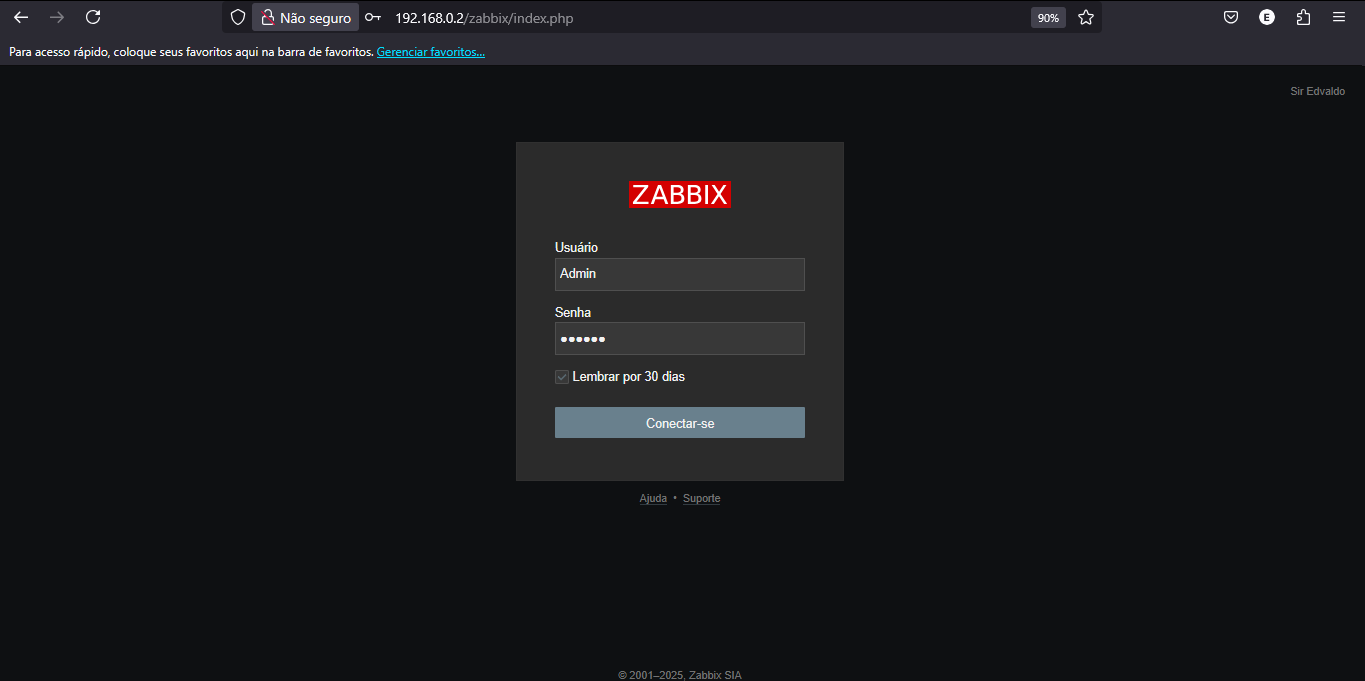 Não seguro
192.168.0.2/zabbix/index.php
90%
E
Para acesso rápido, coloque seus favoritos aqui na barra de favoritos. Gerenciar favoritos...
Sir Edvaldo
ZABBIX
Usuário
Admin
Senha
Lembrar por 30 dias
Conectar-se
Ajuda • Suporte
© 2001–2025, Zabbix SIA